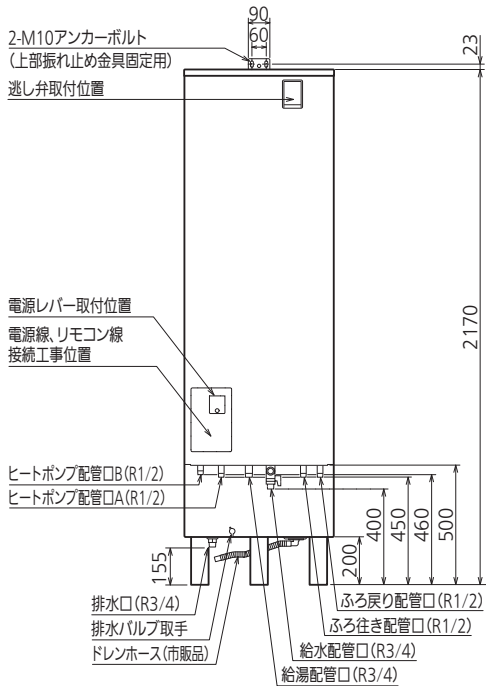 90
60
23
2-M10アンカーボルト
(上部振れ止め金具固定用)
逃し弁取付位置
2170
電源レバー取付位置
電源線、リモコン線
接続工事位置
ヒートポンプ配管口B(R1/2)
ヒートポンプ配管口A(R1/2)
155
200
400
450
460
500
排水口(R3/4)
排水バルブ取手
ドレンホース(市販品)
ふろ戻り配管口(R1/2)
ふろ往き配管口(R1/2)
給水配管口(R3/4)
給湯配管口(R3/4)